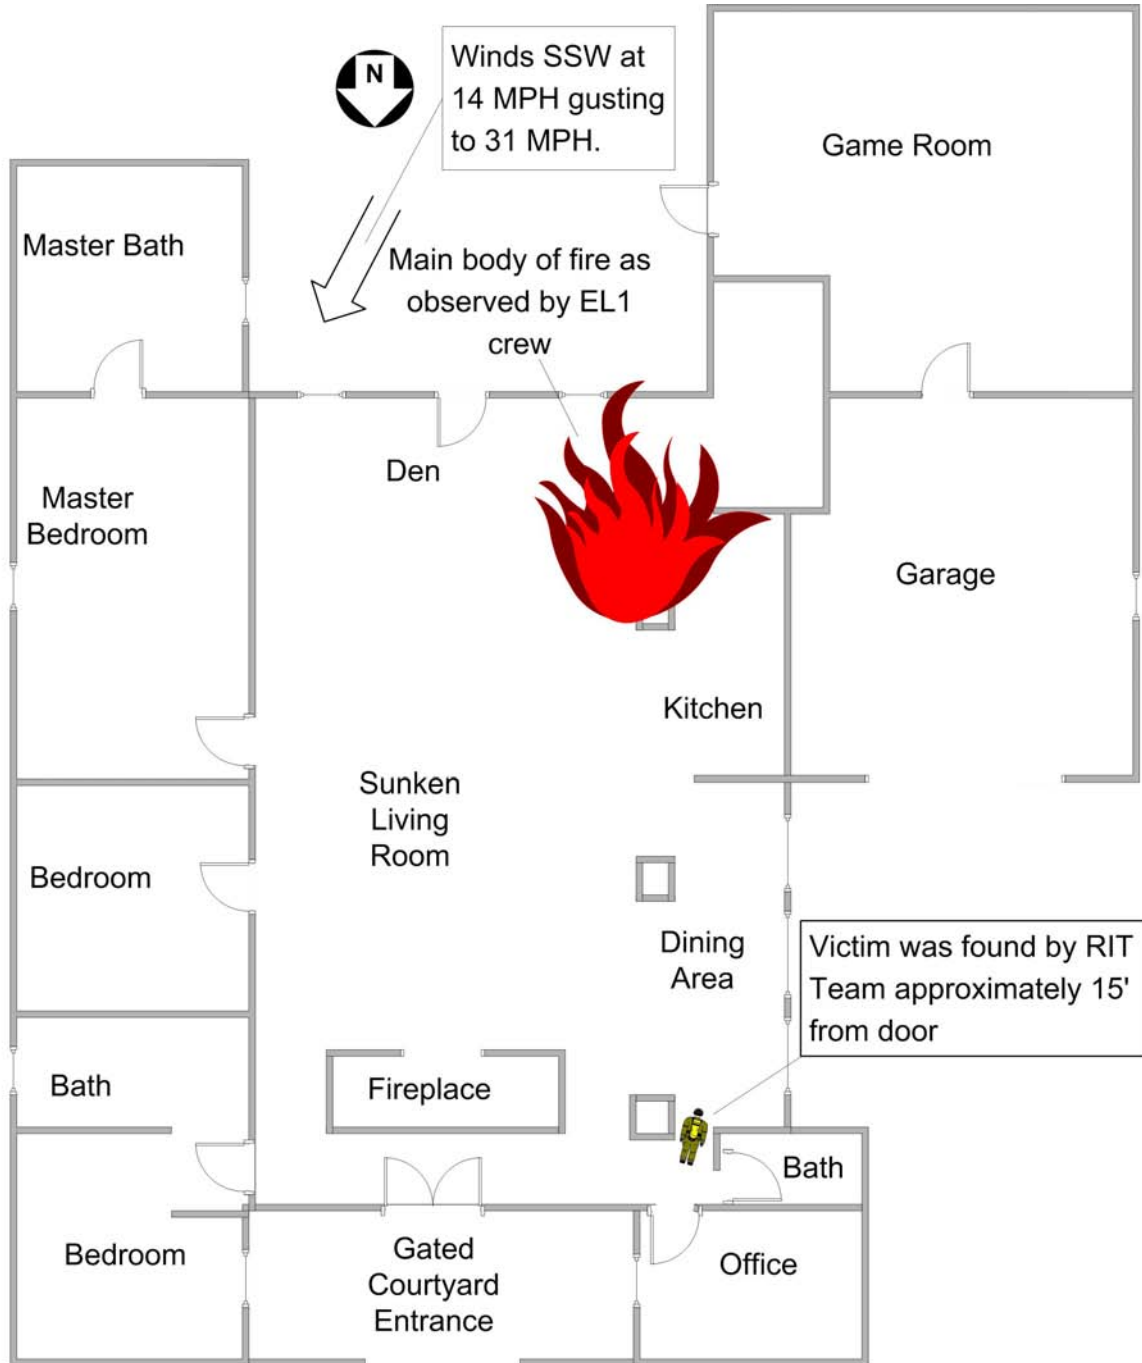 N
Winds SSW at
14 MPH gusting
to 31 MPH.
Game Room
Master Bath
Main body of fire as
observed by EL1
crew
Den
Master
Bedroom
Garage
Kitchen
Sunken
Living
Room
Bedroom
Dining
Area
Victim was found by RIT
Team approximately 15'
from door
Bath
Fireplace
Bath
Bedroom
Gated
Courtyard
Entrance
Office